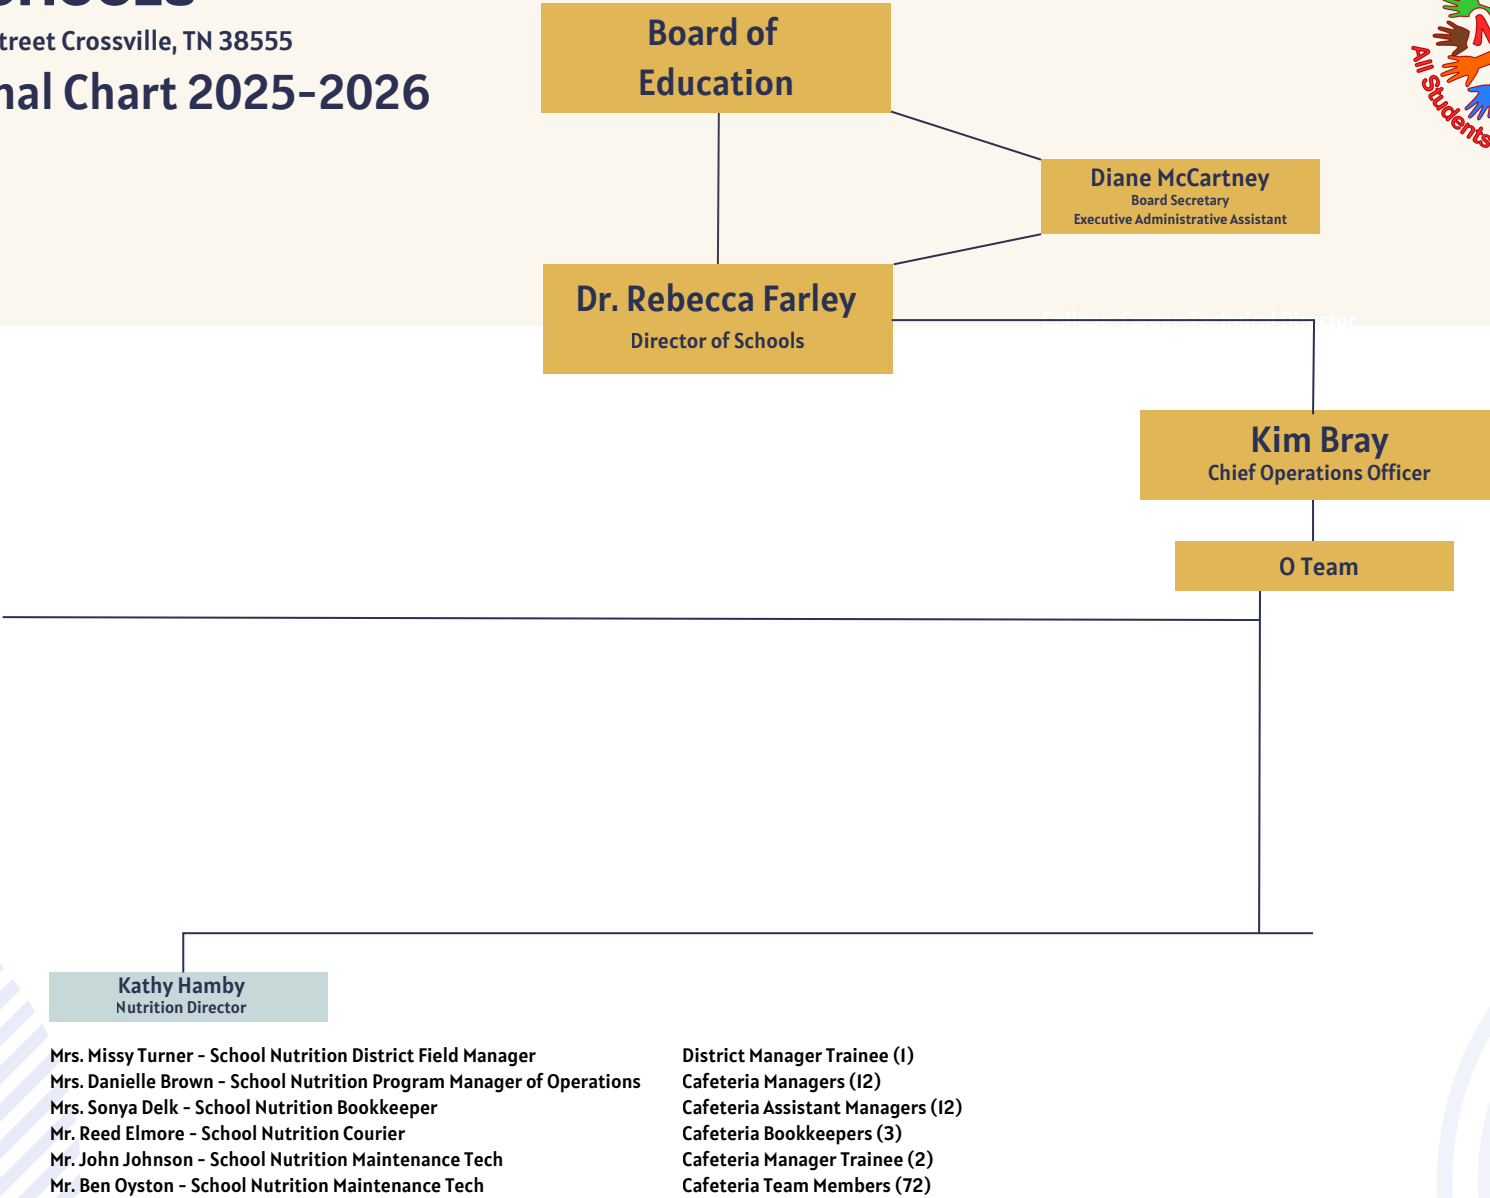 treet Crossville, TN 38555
nal Chart 2025-2026
Board of
Education
All Students
Diane McCartney
Board Secretary
Executive Administrative Assistant
Dr. Rebecca Farley
Director of Schools
College, Career, Technical Director
Kim Bray
Chief Operations Officer
O Team
Kathy Hamby
Nutrition Director
Mrs. Missy Turner - School Nutrition District Field Manager
Mrs. Danielle Brown - School Nutrition Program Manager of Operations
Mrs. Sonya Delk - School Nutrition Bookkeeper
Mr. Reed Elmore - School Nutrition Courier
Mr. John Johnson - School Nutrition Maintenance Tech
Mr. Ben Oyston - School Nutrition Maintenance Tech
District Manager Trainee (1)
Cafeteria Managers (12)
Cafeteria Assistant Managers (12)
Cafeteria Bookkeepers (3)
Cafeteria Manager Trainee (2)
Cafeteria Team Members (72)